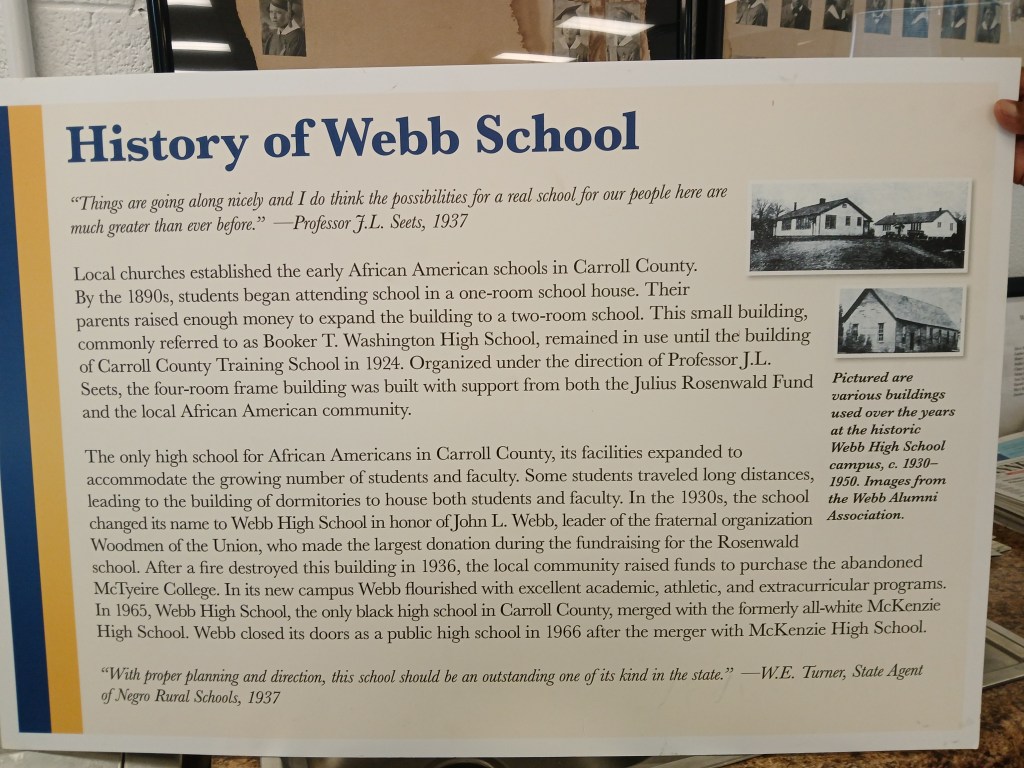 History of Webb School
“Things are going along nicely and I do think the possibilities for a real school for our people here are
much greater than ever before.” —Professor J.L. Seets, 1937
Local churches established the early African American schools in Carroll County.
By the 1890s, students began attending school in a one-room school house. Their
parents raised enough money to expand the building to a two-room school. This small building,
commonly referred to as Booker T. Washington High School, remained in use until the building
of Carroll County Training School in 1924. Organized under the direction of Professor J.L.
Seets, the four-room frame building was built with support from both the Julius Rosenwald Fund
and the local African American community.
The only high school for African Americans in Carroll County, its facilities expanded to
accommodate the growing number of students and faculty. Some students traveled long distances,
leading to the building of dormitories to house both students and faculty. In the 1930s, the school
changed its name to Webb High School in honor of John L. Webb, leader of the fraternal organization
Woodmen of the Union, who made the largest donation during the fundraising for the Rosenwald
school. After a fire destroyed this building in 1936, the local community raised funds to purchase the abandoned
McTyeire College. In its new campus Webb flourished with excellent academic, athletic, and extracurricular programs.
In 1965, Webb High School, the only black high school in Carroll County, merged with the formerly all-white McKenzie
High School. Webb closed its doors as a public high school in 1966 after the merger with McKenzie High School.
“With proper planning and direction, this school should be an outstanding one of its kind in the state.” —W.E. Turner, State Agent
of Negro Rural Schools, 1937
Pictured are
various buildings
used over the years
at the historic
Webb High School
campus, c. 1930–
1950. Images from
the Webb Alumni
Association.